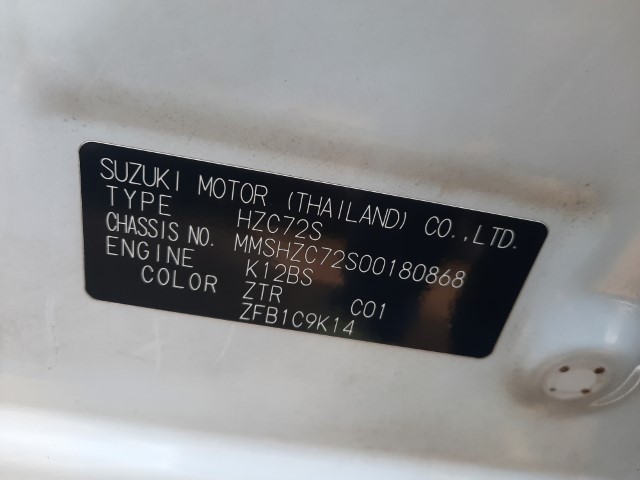 SUZUKI MOTOR (THAILAND) CO.,LTD.
TYPE HZC72S
CHASSIS NO. MMSHZC72S00180868
ENGINE K12BS
COLOR ZTR C01
ZFB1C9K14